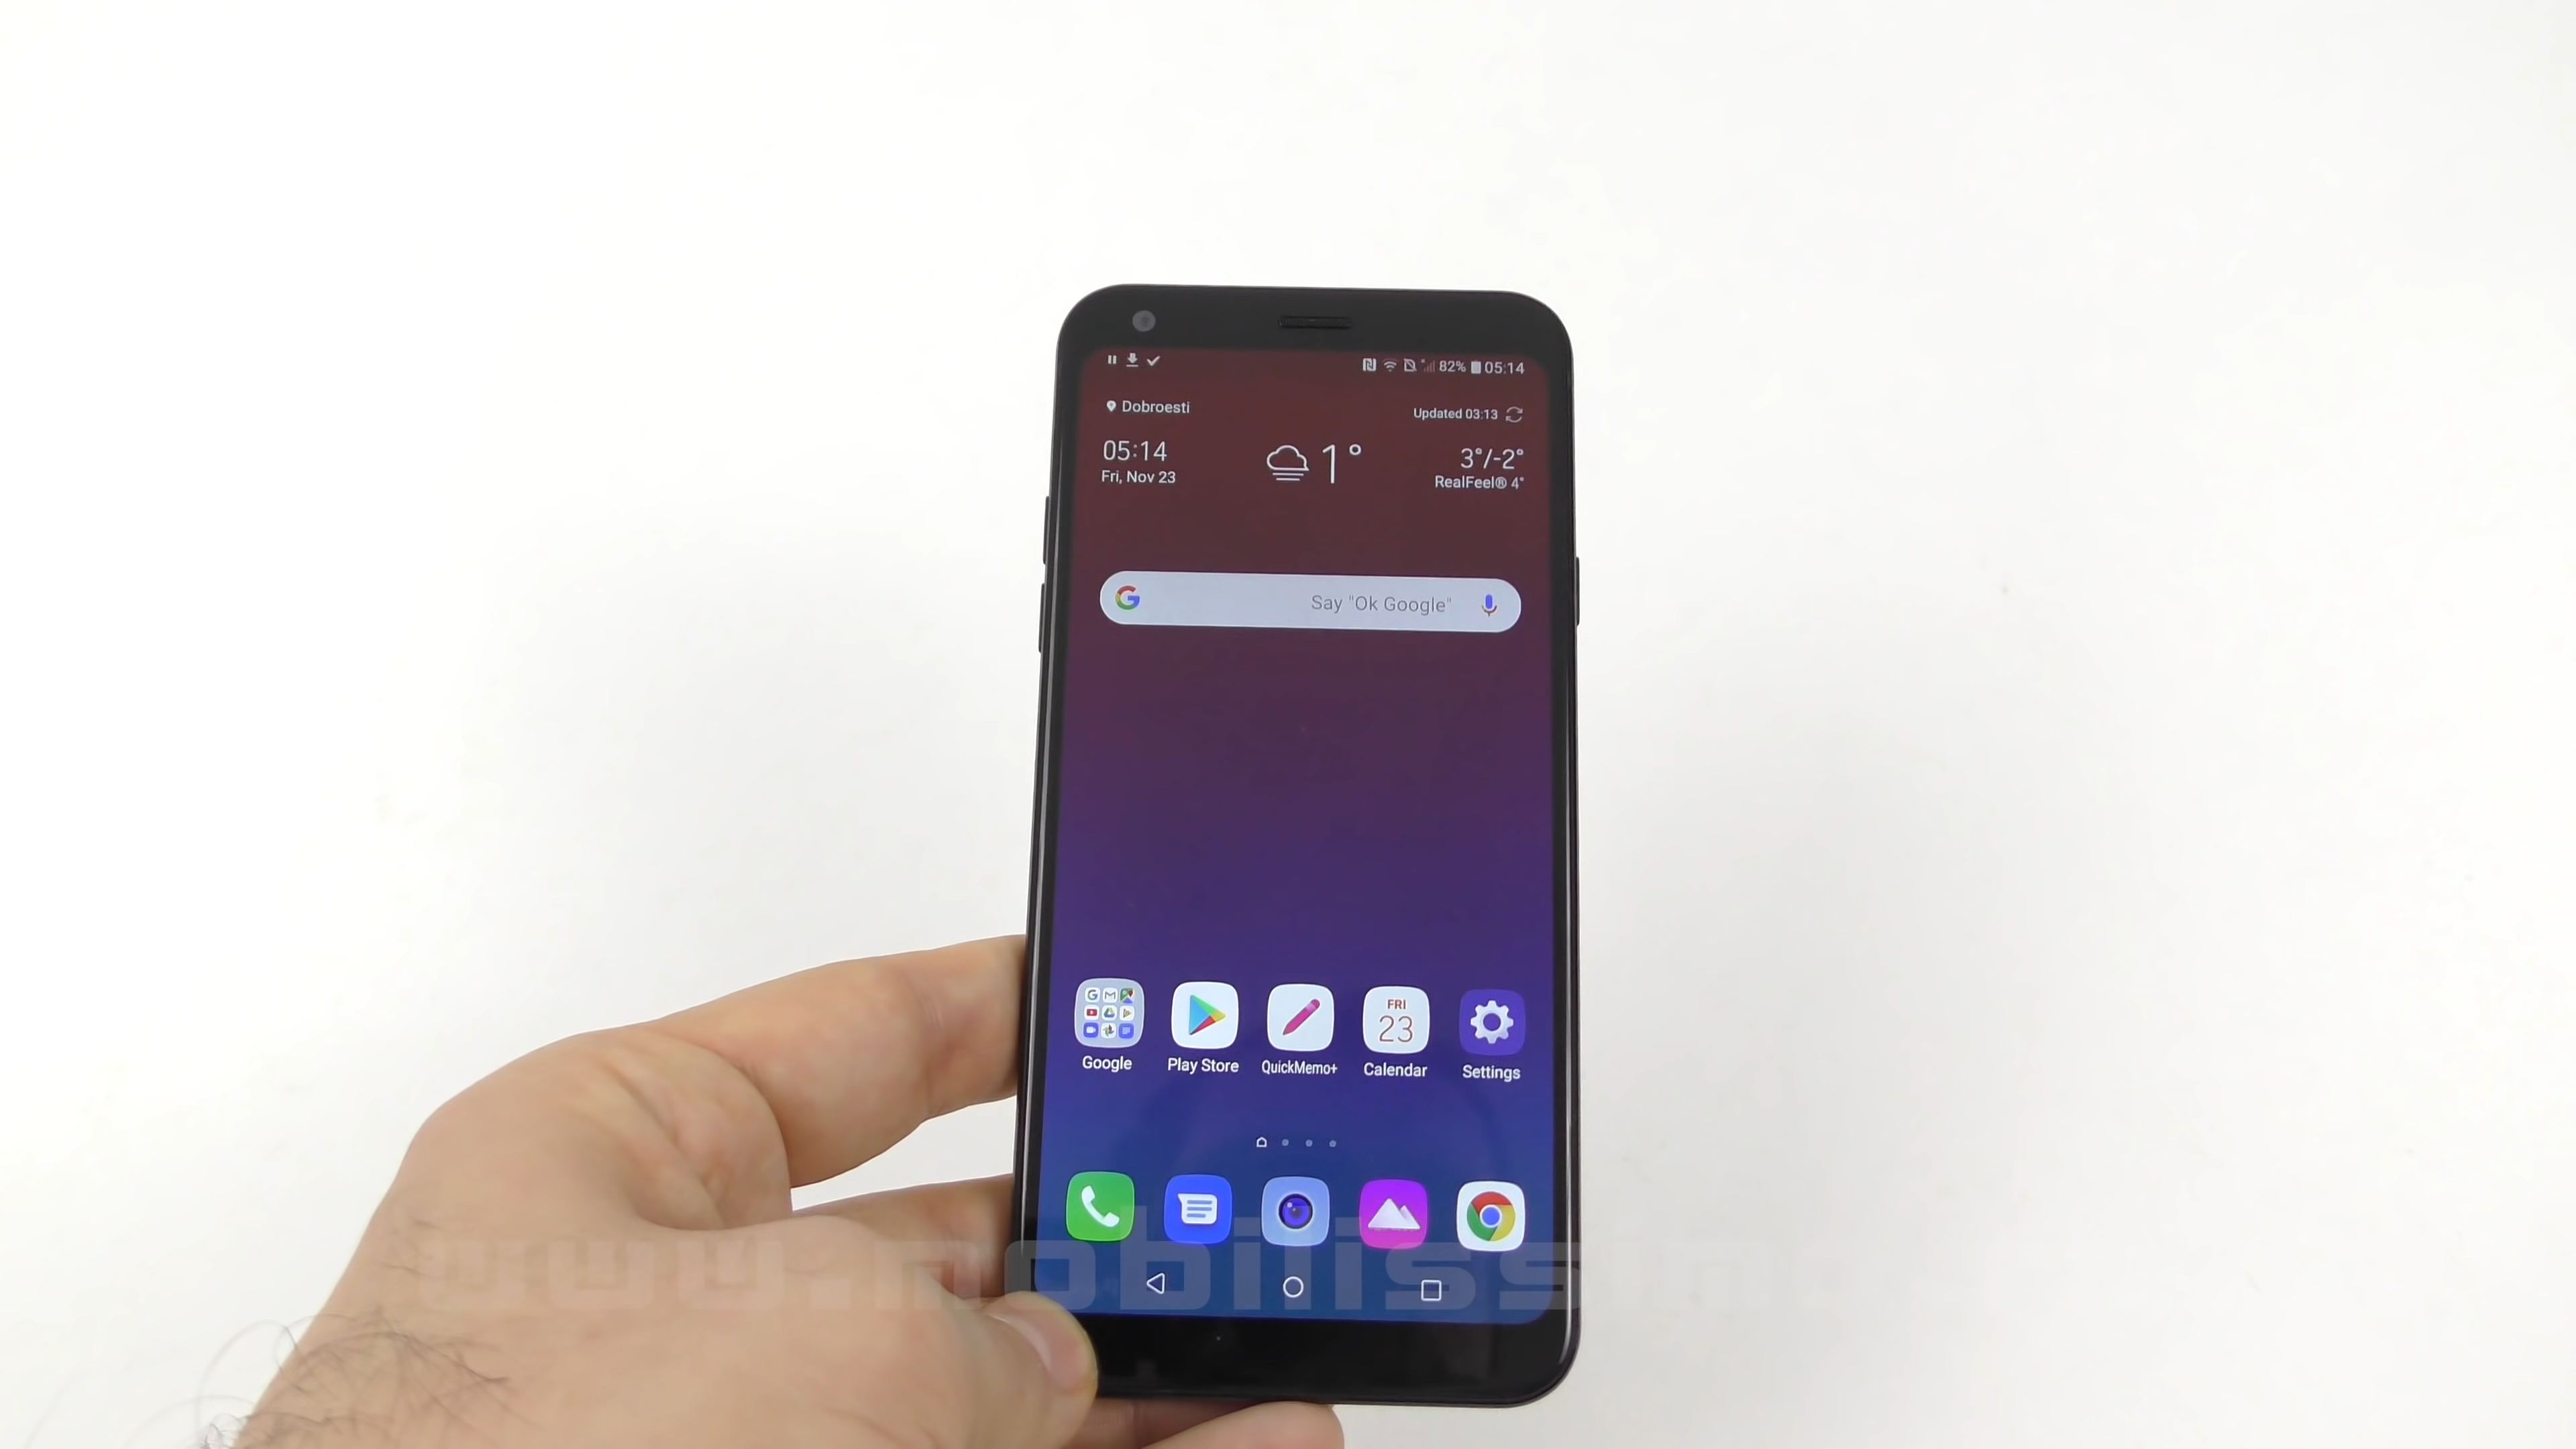 82% 05:14
Dobroesti
Updated 03:13
05:14
1°
3°/-2°
Fri, Nov 23
RealFeel® 4°
G
Say "Ok Google"
FRI
23
Google
Play Store
QuickMemo+
Calendar
Settings
www.mobilissimo